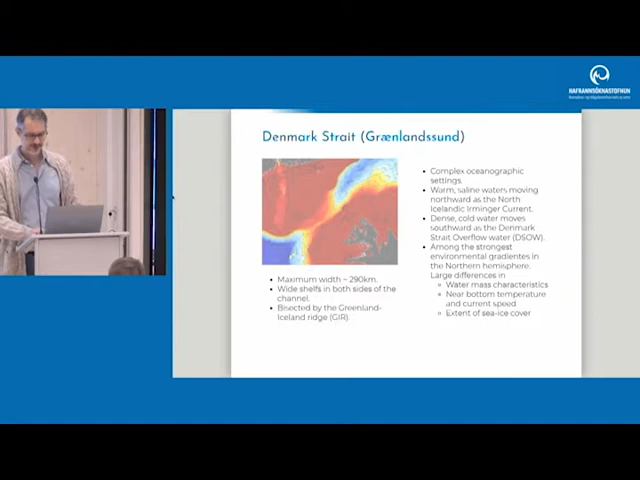 HAFRANNSÓKNASTOFNUN
Denmark Strait (Grænlandssund)
• Maximum width ~ 290km.
• Wide shelfs in both sides of the
channel.
• Bisected by the Greenland-
Iceland ridge (GIR).
• Complex oceanographic
settings.
• Warm, saline waters moving
northward as the North
Icelandic Irminger Current.
• Dense, cold water moves
southward as the Denmark
Strait Overflow water (DSOW).
• Among the strongest
environmental gradientes in
the Northern hemisphere.
Large differences in
Water mass characteristics
Near bottom temperature
and current speed
Extent of sea-ice cover